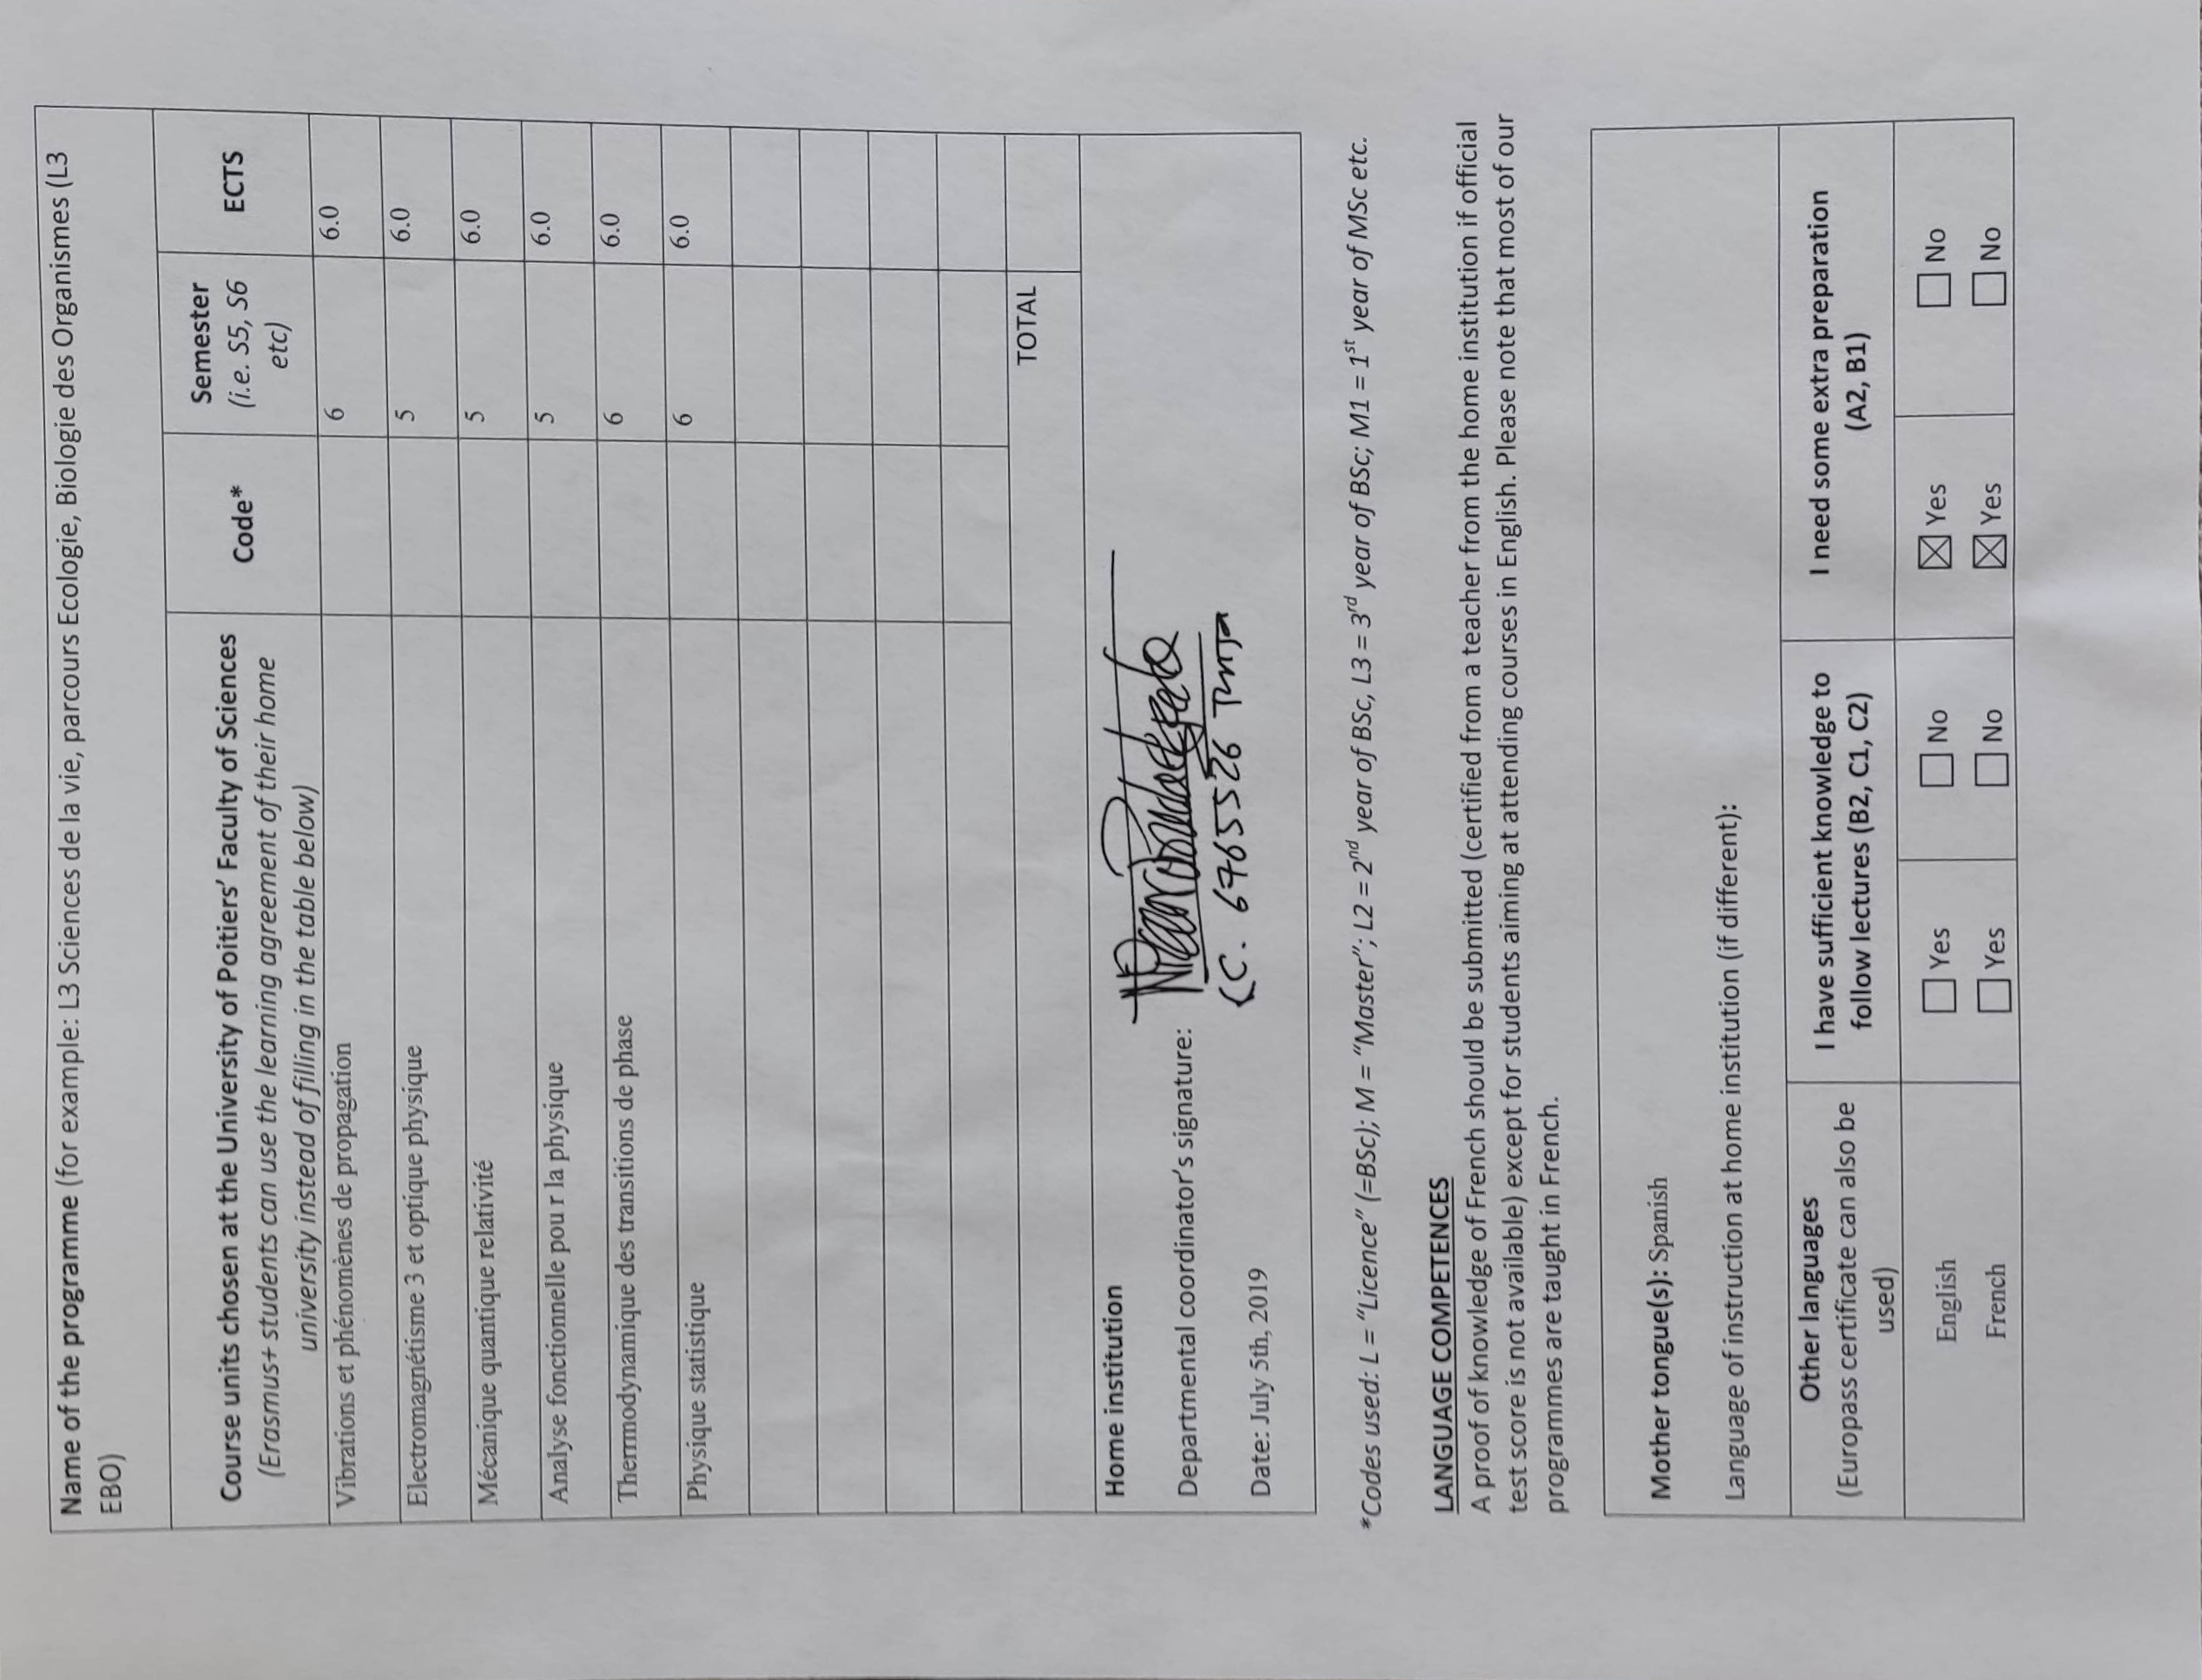 Name of the programme (for example: L3 Sciences de la vie, parcours Ecologie, Biologie des Organismes (L3
EBO)
Course units chosen at the University of Poitiers’ Faculty of Sciences
(Erasmus+ students can use the learning agreement of their home
university instead of filling in the table below)
Code*
Semester
(i.e. S5, S6
etc)
ECTS
Vibrations et phénomènes de propagation 6 6.0
Electromagnétisme 3 et optique physique 5 6.0
Mécanique quantique relativité 5 6.0
Analyse fonctionnelle pou r la physique 5 6.0
Thermmodynamique des transitions de phase 6 6.0
Physique statistique 6 6.0
TOTAL
Home institution
Departmental coordinator’s signature:
CC. 6765526 Tunja
Date: July 5th, 2019
*Codes used: L = “Licence” (=BSc); M = “Master”; L2 = 2nd year of BSc, L3 = 3rd year of BSc; M1 = 1st year of MSc etc.
LANGUAGE COMPETENCES
A proof of knowledge of French should be submitted (certified from a teacher from the home institution if official
test score is not available) except for students aiming at attending courses in English. Please note that most of our
programmes are taught in French.
Mother tongue(s): Spanish
Language of instruction at home institution (if different):
Other languages
(Europass certificate can also be
used)
I have sufficient knowledge to
follow lectures (B2, C1, C2)
I need some extra preparation
(A2, B1)
English ☐ Yes ☐ No ☒ Yes ☐ No
French ☐ Yes ☐ No ☒ Yes ☐ No